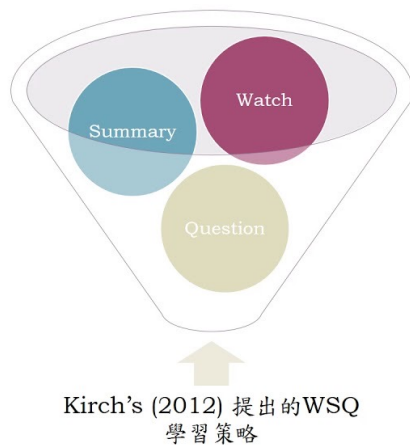 Watch
Summary
Question
Kirch's (2012) 提出的WSQ
學習策略